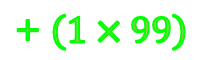 + (1 × 99)